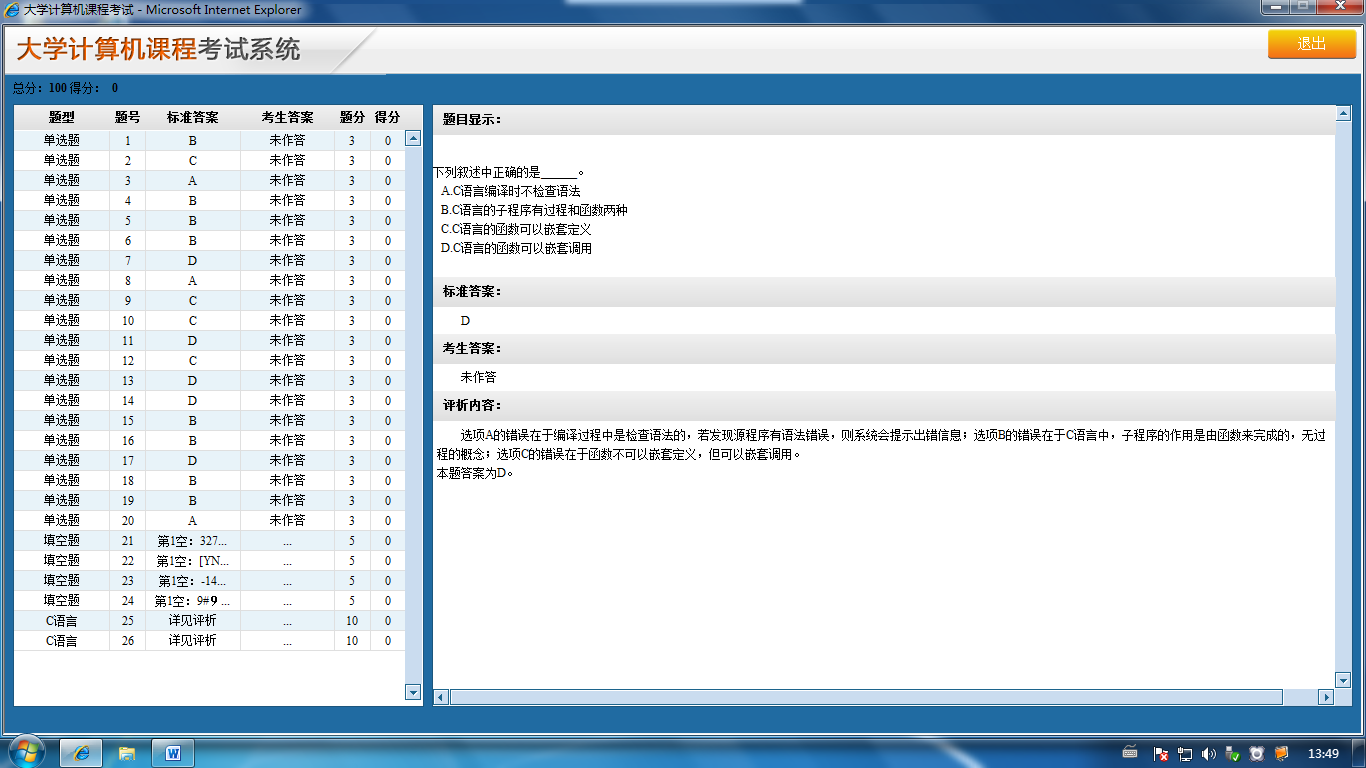 大学计算机课程考试 - Microsoft Internet Explorer
大学计算机课程考试系统
退出
总分：100 得分： 0
题型 题号 标准答案 考生答案 题分 得分
单选题 1 B 未作答 3 0
单选题 2 C 未作答 3 0
单选题 3 A 未作答 3 0
单选题 4 B 未作答 3 0
单选题 5 B 未作答 3 0
单选题 6 B 未作答 3 0
单选题 7 D 未作答 3 0
单选题 8 A 未作答 3 0
单选题 9 C 未作答 3 0
单选题 10 C 未作答 3 0
单选题 11 D 未作答 3 0
单选题 12 C 未作答 3 0
单选题 13 D 未作答 3 0
单选题 14 D 未作答 3 0
单选题 15 B 未作答 3 0
单选题 16 B 未作答 3 0
单选题 17 D 未作答 3 0
单选题 18 B 未作答 3 0
单选题 19 B 未作答 3 0
单选题 20 A 未作答 3 0
填空题 21 第1空：327... ... 5 0
填空题 22 第1空：[YN... ... 5 0
填空题 23 第1空：-14... ... 5 0
填空题 24 第1空：9#9 ... ... 5 0
C语言 25 详见评析 ... 10 0
C语言 26 详见评析 ... 10 0
题目显示：
下列叙述中正确的是______。
A.C语言编译时不检查语法
B.C语言的子程序有过程和函数两种
C.C语言的函数可以嵌套定义
D.C语言的函数可以嵌套调用
标准答案：
D
考生答案：
未作答
评析内容：
选项A的错误在于编译过程中是检查语法的，若发现源程序有语法错误，则系统会提示出错信息；选项B的错误在于C语言中，子程序的作用是由函数来完成的，无过
程的概念；选项C的错误在于函数不可以嵌套定义，但可以嵌套调用。
本题答案为D。
13:49